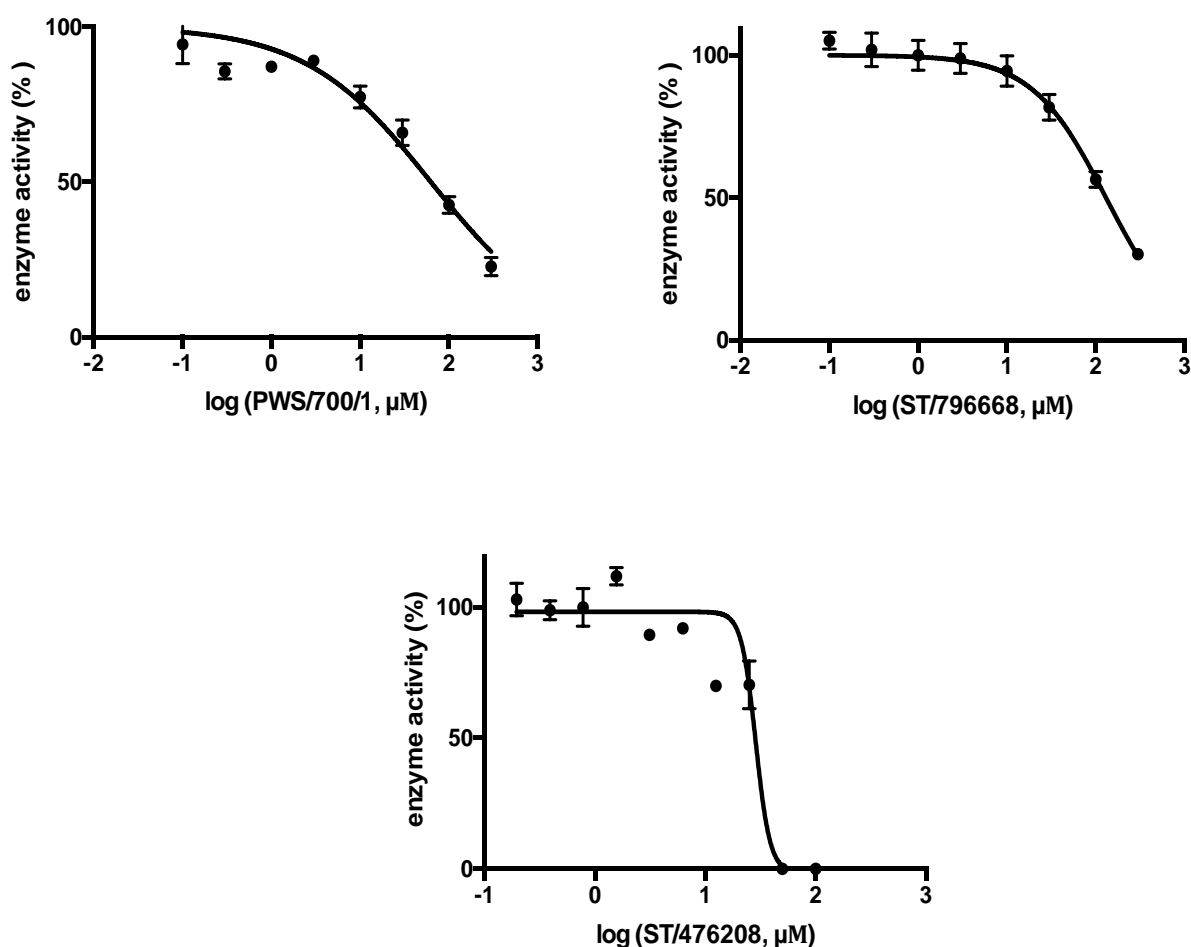 enzyme activity (% )
100
50
0
-2 -1 0 1 2 3
log (PWS/700/1, µM)
enzyme activity (% )
100
50
0
-2 -1 0 1 2 3
log (ST/796668, µM)
enzyme activity (%)
100
50
0
-1 0 1 2 3
log (ST/476208, µM)